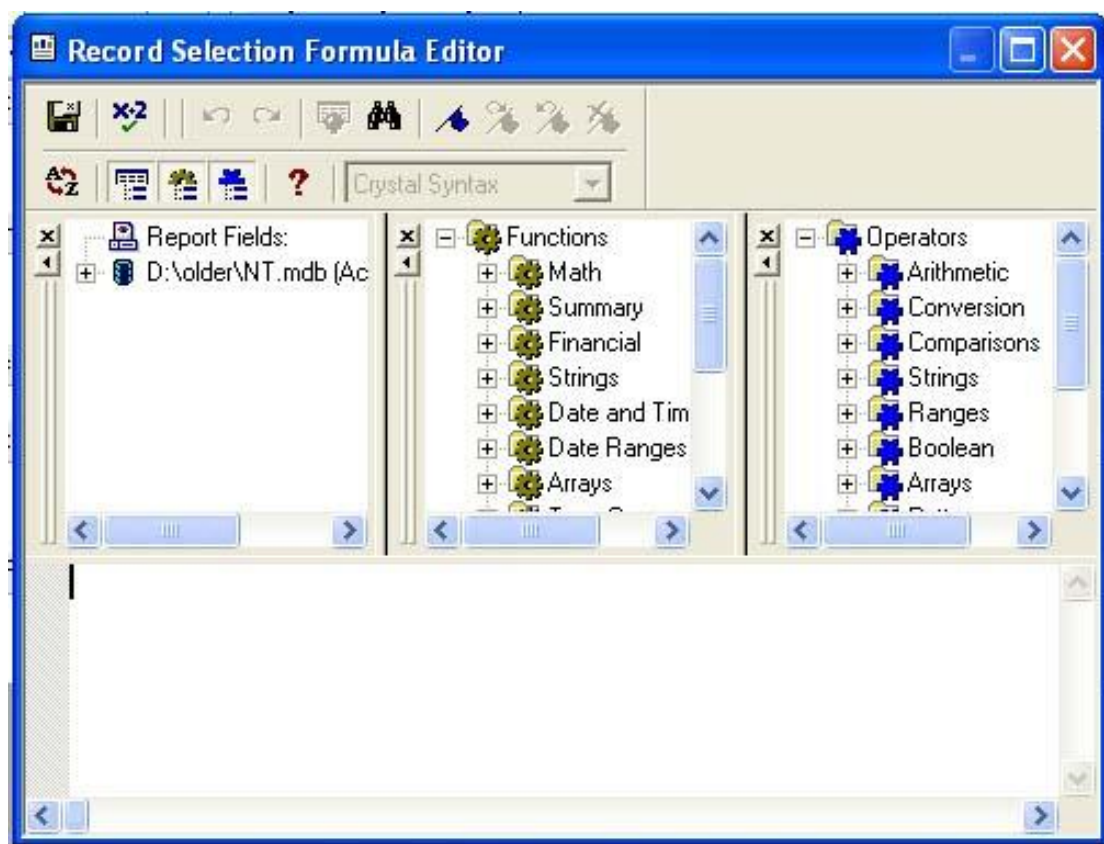 Record Selection Formula Editor
X+2
A
Z
?
Crystal Syntax
Report Fields:
D:\older\NT.mdb (Ac
Functions
Math
Summary
Financial
Strings
Date and Tim
Date Ranges
Arrays
Operators
Arithmetic
Conversion
Comparisons
Strings
Ranges
Boolean
Arrays